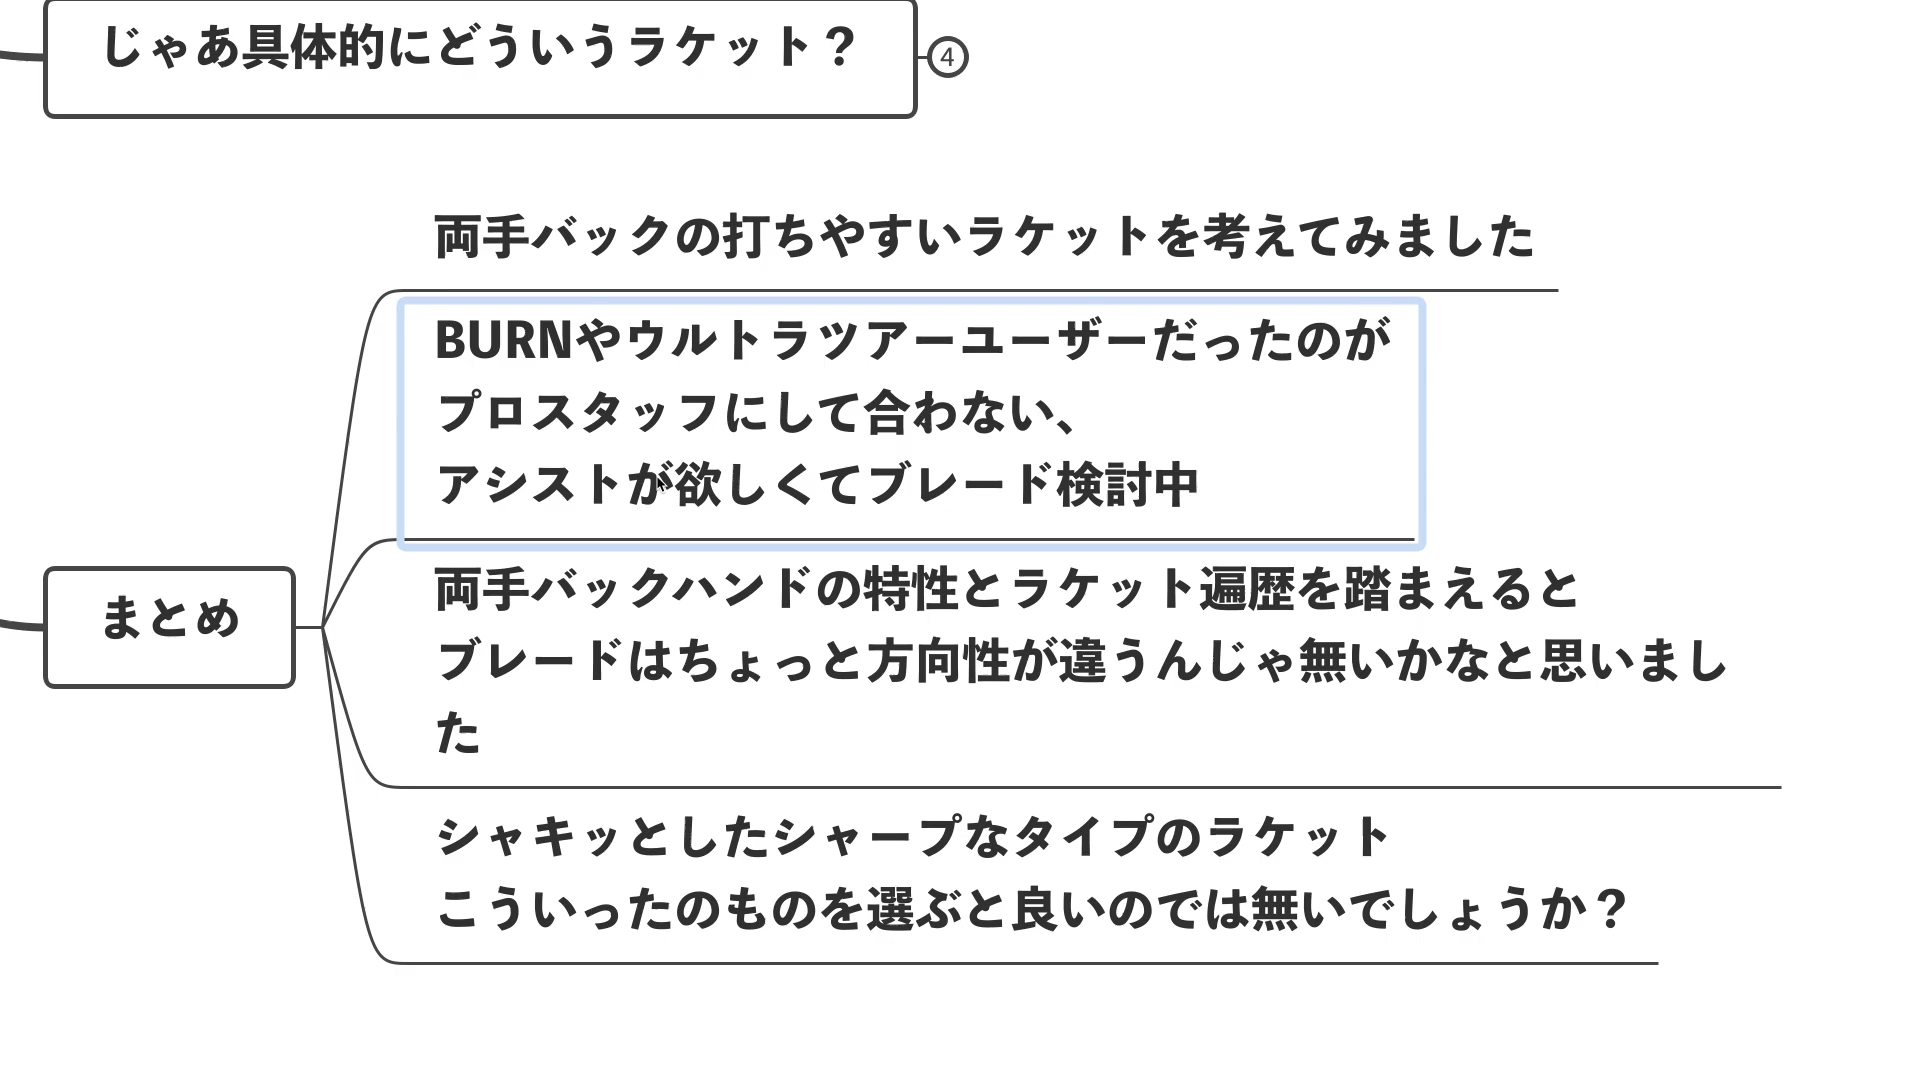 じゃあ具体的にどういうラケット？
4
両手バックの打ちやすいラケットを考えてみました
BURNやウルトラツアーユーザーだったのが
プロスタッフにして合わない、
アシストが欲しくてブレード検討中
まとめ
両手バックハンドの特性とラケット遍歴を踏まえると
ブレードはちょっと方向性が違うんじゃ無いかなと思いまし
た
シャキッとしたシャープなタイプのラケット
こういったのものを選ぶと良いのでは無いでしょうか？